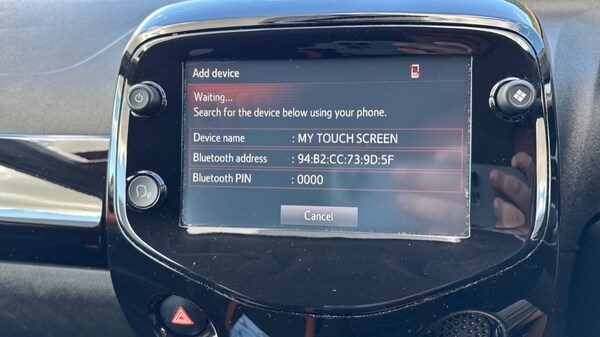 Add device
Waiting...
Search for the device below using your phone.
Device name : MY TOUCH SCREEN
Bluetooth address : 94:B2:CC:73:9D:5F
Bluetooth PIN : 0000
Cancel